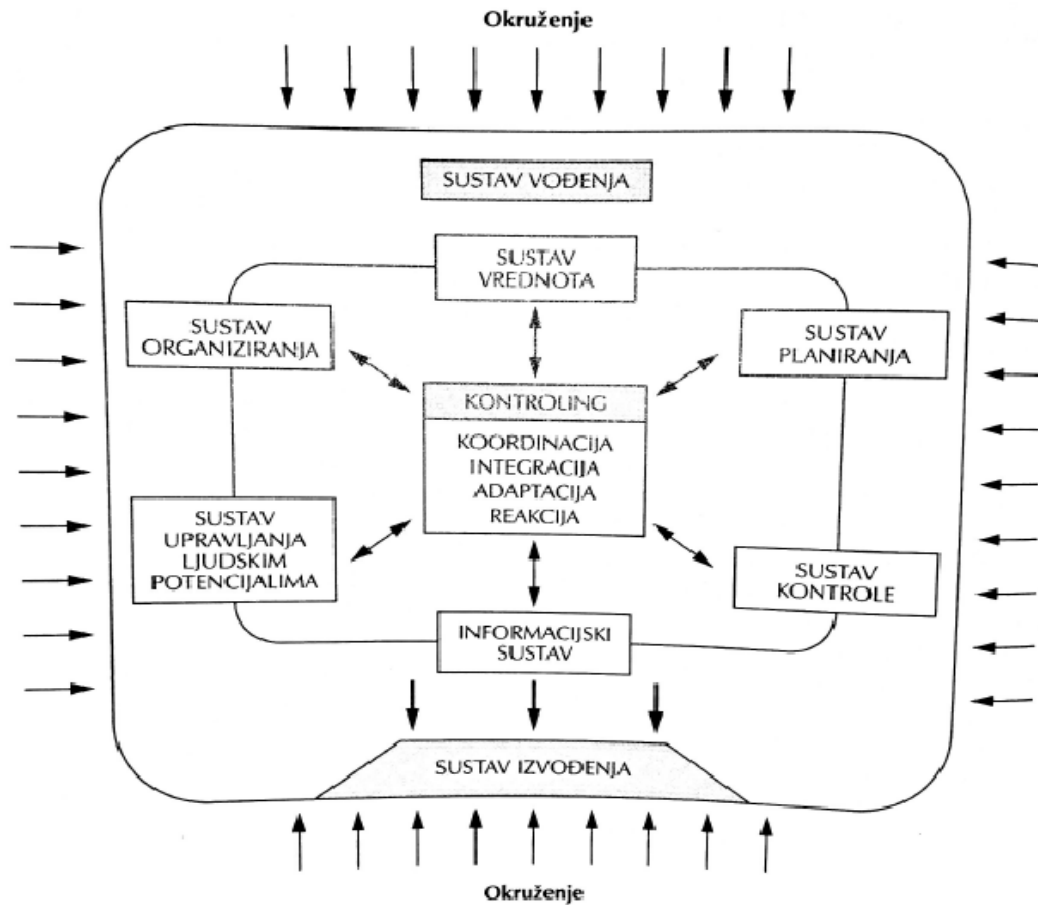 Okruženje
SUSTAV VOĐENJA
SUSTAV
VREDNOTA
SUSTAV
ORGANIZIRANJA
SUSTAV
PLANIRANJA
KONTROLING
KOORDINACIJA
INTEGRACIJA
ADAPTACIJA
REAKCIJA
SUSTAV
UPRAVLJANJA
LJUDSKIM
POTENCIJALIMA
SUSTAV
KONTROLE
INFORMACIJSKI
SUSTAV
SUSTAV IZVOĐENJA
Okruženje